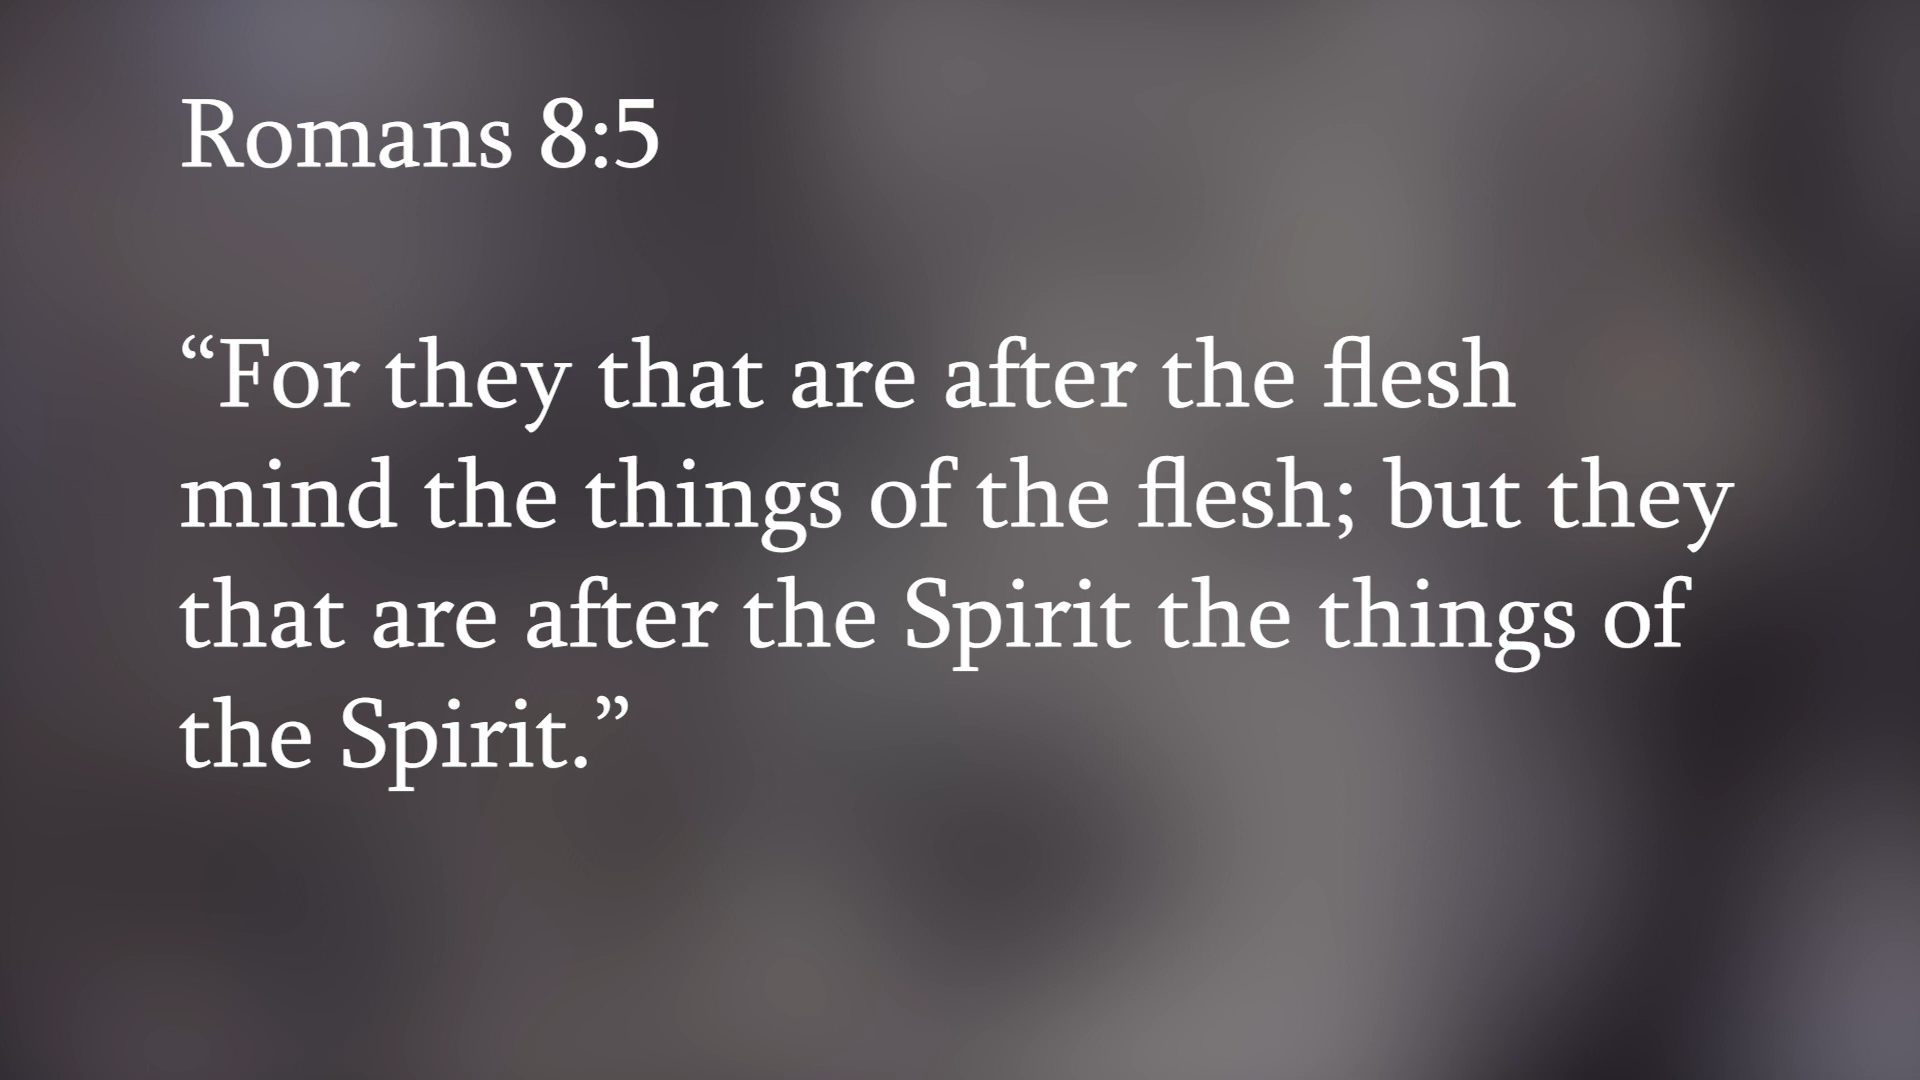 Romans 8:5
“For they that are after the flesh
mind the things of the flesh; but they
that are after the Spirit the things of
the Spirit.”